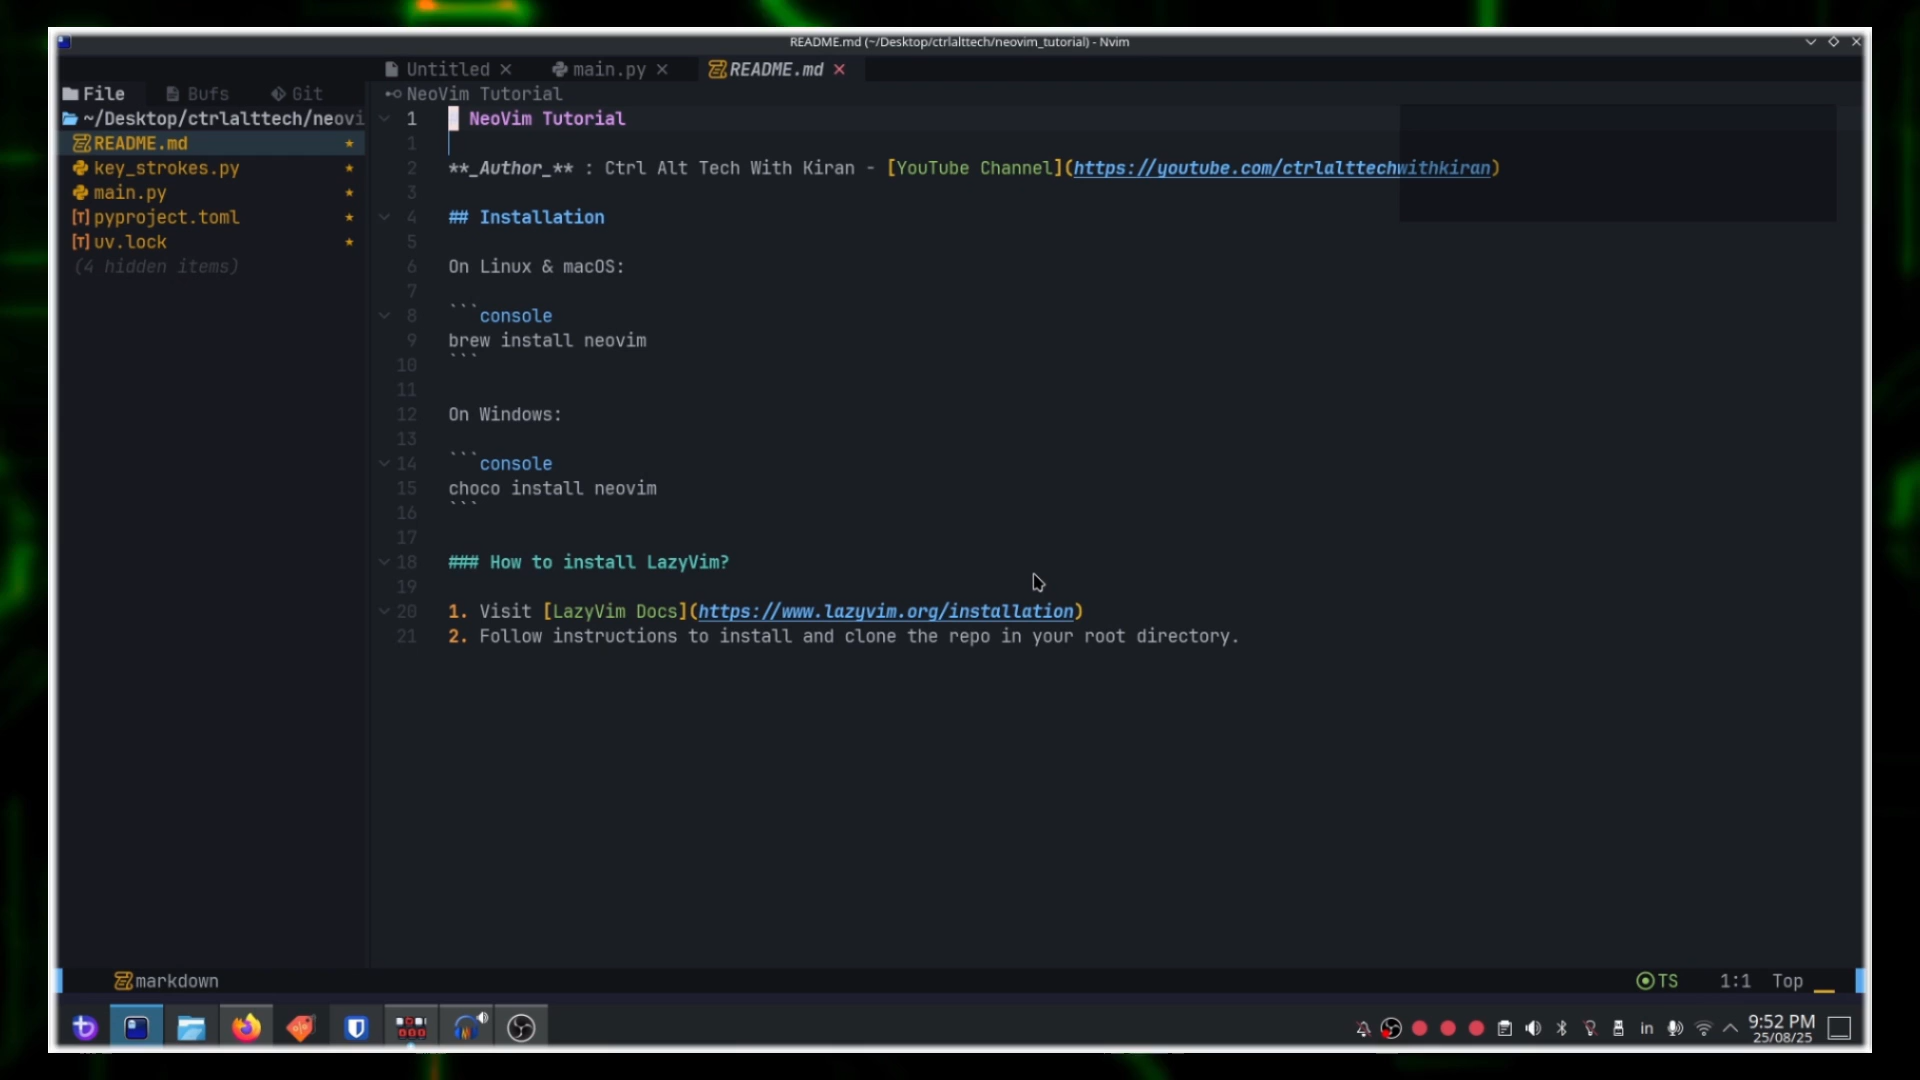 README.md (~/Desktop/ctrlalttech/neovim_tutorial) - Nvim
Untitled × main.py × README.md ×
File Bufs Git
NeoVim Tutorial
~/Desktop/ctrlalttech/neovi
README.md ★
key_strokes.py ★
main.py ★
[T] pyproject.toml ★
[T] uv.lock ★
(4 hidden items)
1 NeoVim Tutorial
1
2 **_Author_** : Ctrl Alt Tech With Kiran - [YouTube Channel](https://youtube.com/ctrlalttechwithkiran)
3
4 ## Installation
5
6 On Linux & macOS:
7
8 ```console
9 brew install neovim
10 ```
11
12 On Windows:
13
14 ```console
15 choco install neovim
16 ```
17
18 ### How to install LazyVim?
19
20 1. Visit [LazyVim Docs](https://www.lazyvim.org/installation)
21 2. Follow instructions to install and clone the repo in your root directory.
markdown
TS 1:1 Top
in
9:52 PM
25/08/25